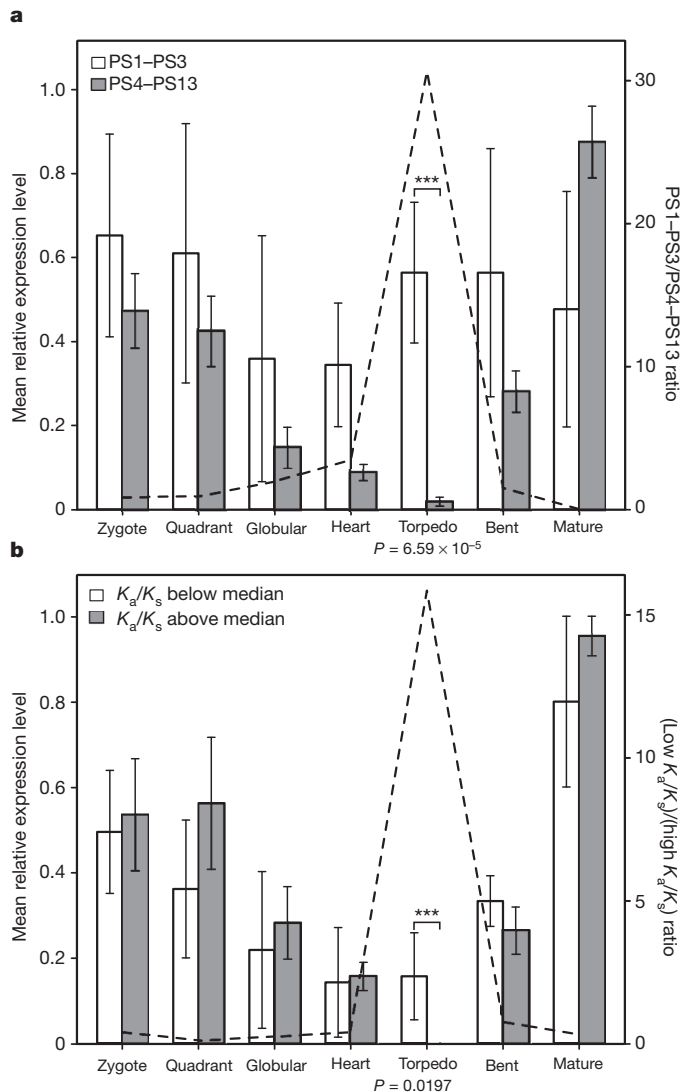 a
PS1–PS3
PS4–PS13
1.0
0.8
0.6
0.4
0.2
0
Mean relative expression level
30
20
10
0
PS1–PS3/PS4–PS13 ratio
***
Zygote Quadrant Globular Heart Torpedo Bent Mature
P = 6.59 × 10–5
b
Ka/Ks below median
Ka/Ks above median
1.0
0.8
0.6
0.4
0.2
0
Mean relative expression level
15
10
5
0
(Low Ka/Ks)/(high Ka/Ks) ratio
***
Zygote Quadrant Globular Heart Torpedo Bent Mature
P = 0.0197